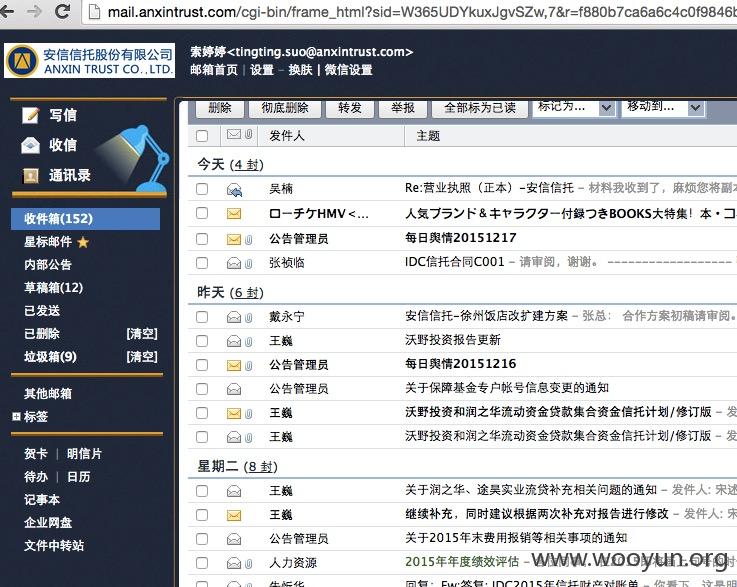 mail.anxintrust.com/cgi-bin/frame_html?sid=W365UDYkuxJgvSZw,7&r=f880b7ca6a6c4c0f9846b
安信信托股份有限公司
ANXIN TRUST CO.,LTD.
索婷婷<tingting.suo@anxintrust.com>
邮箱首页 | 设置 - 换肤 | 微信设置
写信
收信
通讯录
收件箱(152)
星标邮件
内部公告
草稿箱(12)
已发送
已删除 [清空]
垃圾箱(9) [清空]
其他邮箱
标签
贺卡 | 明信片
待办 | 日历
记事本
企业网盘
文件中转站
删除 彻底删除 转发 举报 全部标为已读 标记为... 移动到...
发件人 主题
今天 (4 封)
吴楠 Re:营业执照（正本）-安信信托 - 材料我收到了，麻烦您将副本
ローチケHMV＜... 人気ブランド＆キャラクター付録つきBOOKS大特集！本・コ
公告管理员 每日舆情20151217
张祯临 IDC信托合同C001 - 请审阅，谢谢。 ------------------
昨天 (6 封)
戴永宁 安信信托-徐州饭店改扩建方案 - 张总： 合作方案初稿请审阅。
王巍 沃野投资报告更新
公告管理员 每日舆情20151216
公告管理员 关于保障基金专户帐号信息变更的通知
王巍 沃野投资和润之华流动资金贷款集合资金信托计划/修订版 - 发
王巍 沃野投资和润之华流动资金贷款集合资金信托计划/修订版 - 发
星期二 (8 封)
王巍 关于润之华、途昊实业流贷补充相关问题的通知 - 发件人: 宋述
王巍 继续补充，同时建议根据两次补充对报告进行修改 - 发件人: 宋
公告管理员 关于2015年末费用报销等相关事项的通知
人力资源 2015年年度绩效评估
回复：Fw:答复: IDC2015年信托财产对账单 - 你看下，这是
www.wooyun.org